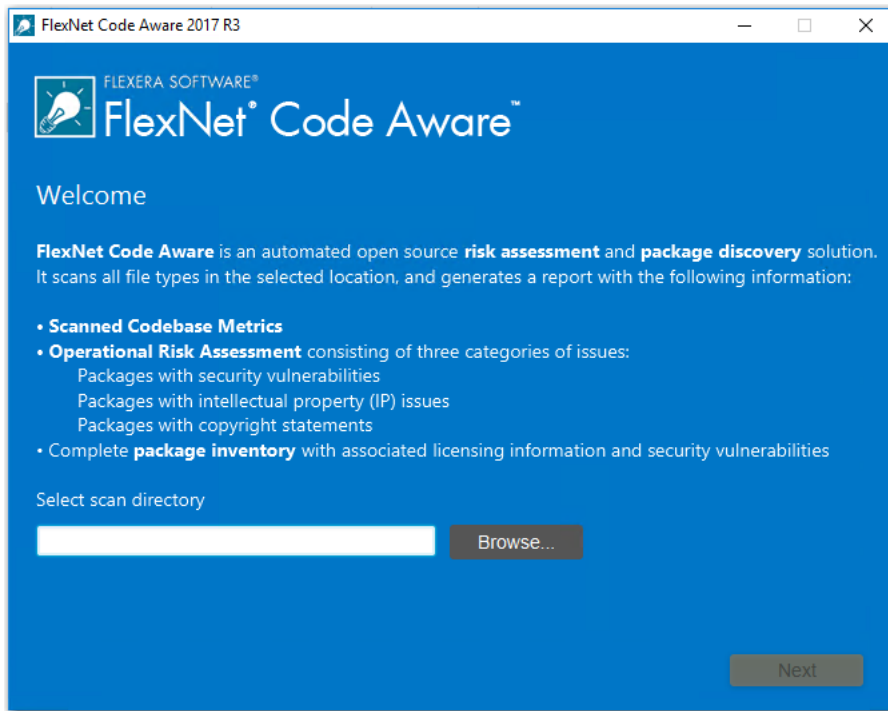 FlexNet Code Aware 2017 R3
FLEXERA SOFTWARE®
FlexNet® Code Aware™
Welcome
FlexNet Code Aware is an automated open source risk assessment and package discovery solution.
It scans all file types in the selected location, and generates a report with the following information:
• Scanned Codebase Metrics
• Operational Risk Assessment consisting of three categories of issues:
Packages with security vulnerabilities
Packages with intellectual property (IP) issues
Packages with copyright statements
• Complete package inventory with associated licensing information and security vulnerabilities
Select scan directory
Browse...
Next